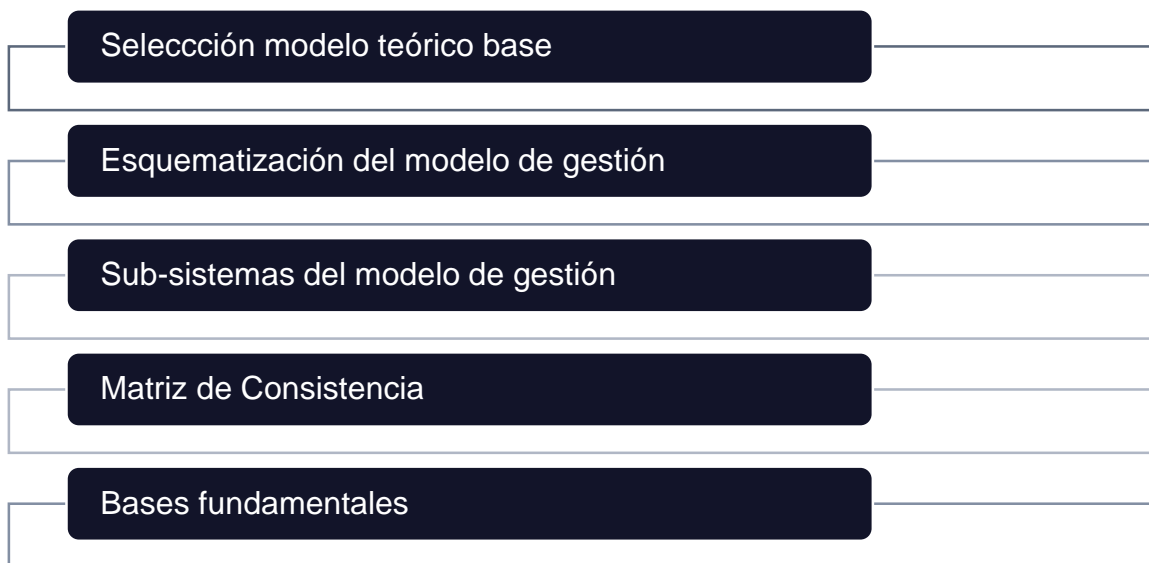 Seleccción modelo teórico base
Esquematización del modelo de gestión
Sub-sistemas del modelo de gestión
Matriz de Consistencia
Bases fundamentales